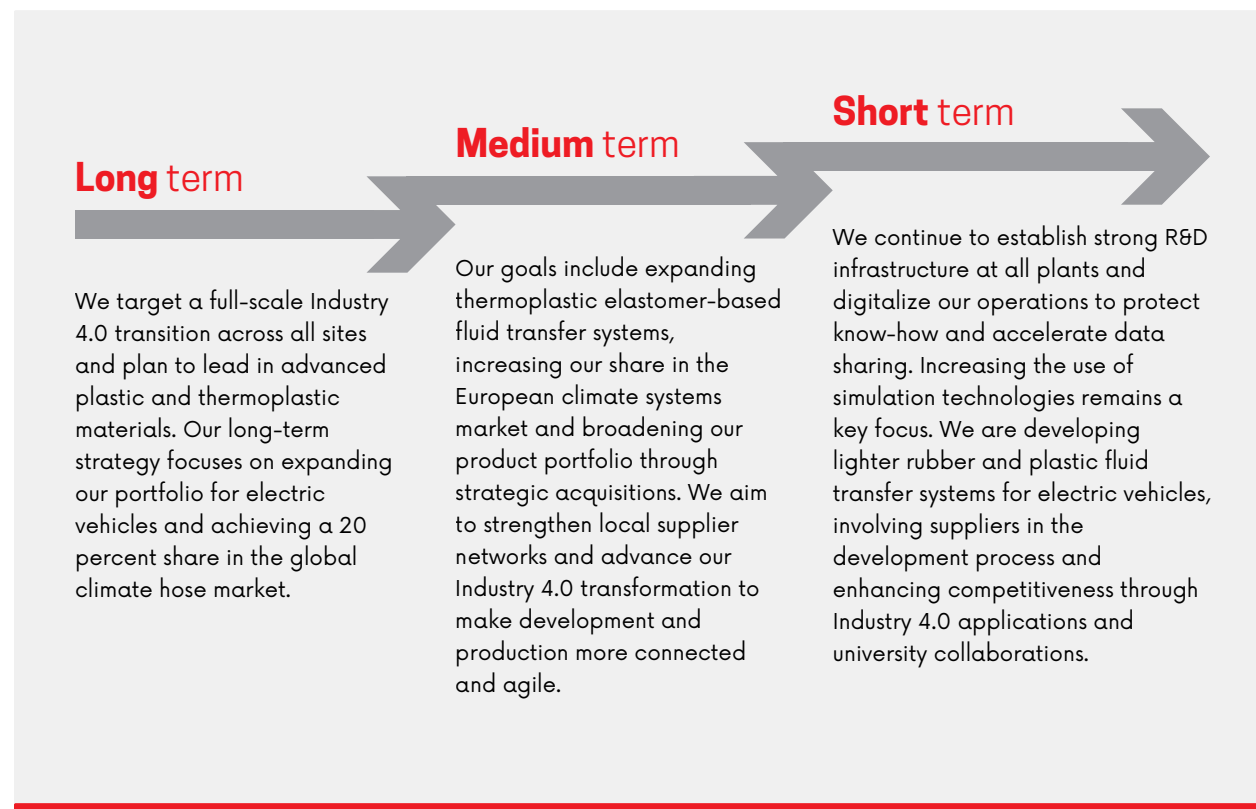 Long term
We target a full-scale Industry
4.0 transition across all sites
and plan to lead in advanced
plastic and thermoplastic
materials. Our long-term
strategy focuses on expanding
our portfolio for electric
vehicles and achieving a 20
percent share in the global
climate hose market.
Medium term
Our goals include expanding
thermoplastic elastomer-based
fluid transfer systems,
increasing our share in the
European climate systems
market and broadening our
product portfolio through
strategic acquisitions. We aim
to strengthen local supplier
networks and advance our
Industry 4.0 transformation to
make development and
production more connected
and agile.
Short term
We continue to establish strong R&D
infrastructure at all plants and
digitalize our operations to protect
know-how and accelerate data
sharing. Increasing the use of
simulation technologies remains a
key focus. We are developing
lighter rubber and plastic fluid
transfer systems for electric vehicles,
involving suppliers in the
development process and
enhancing competitiveness through
Industry 4.0 applications and
university collaborations.